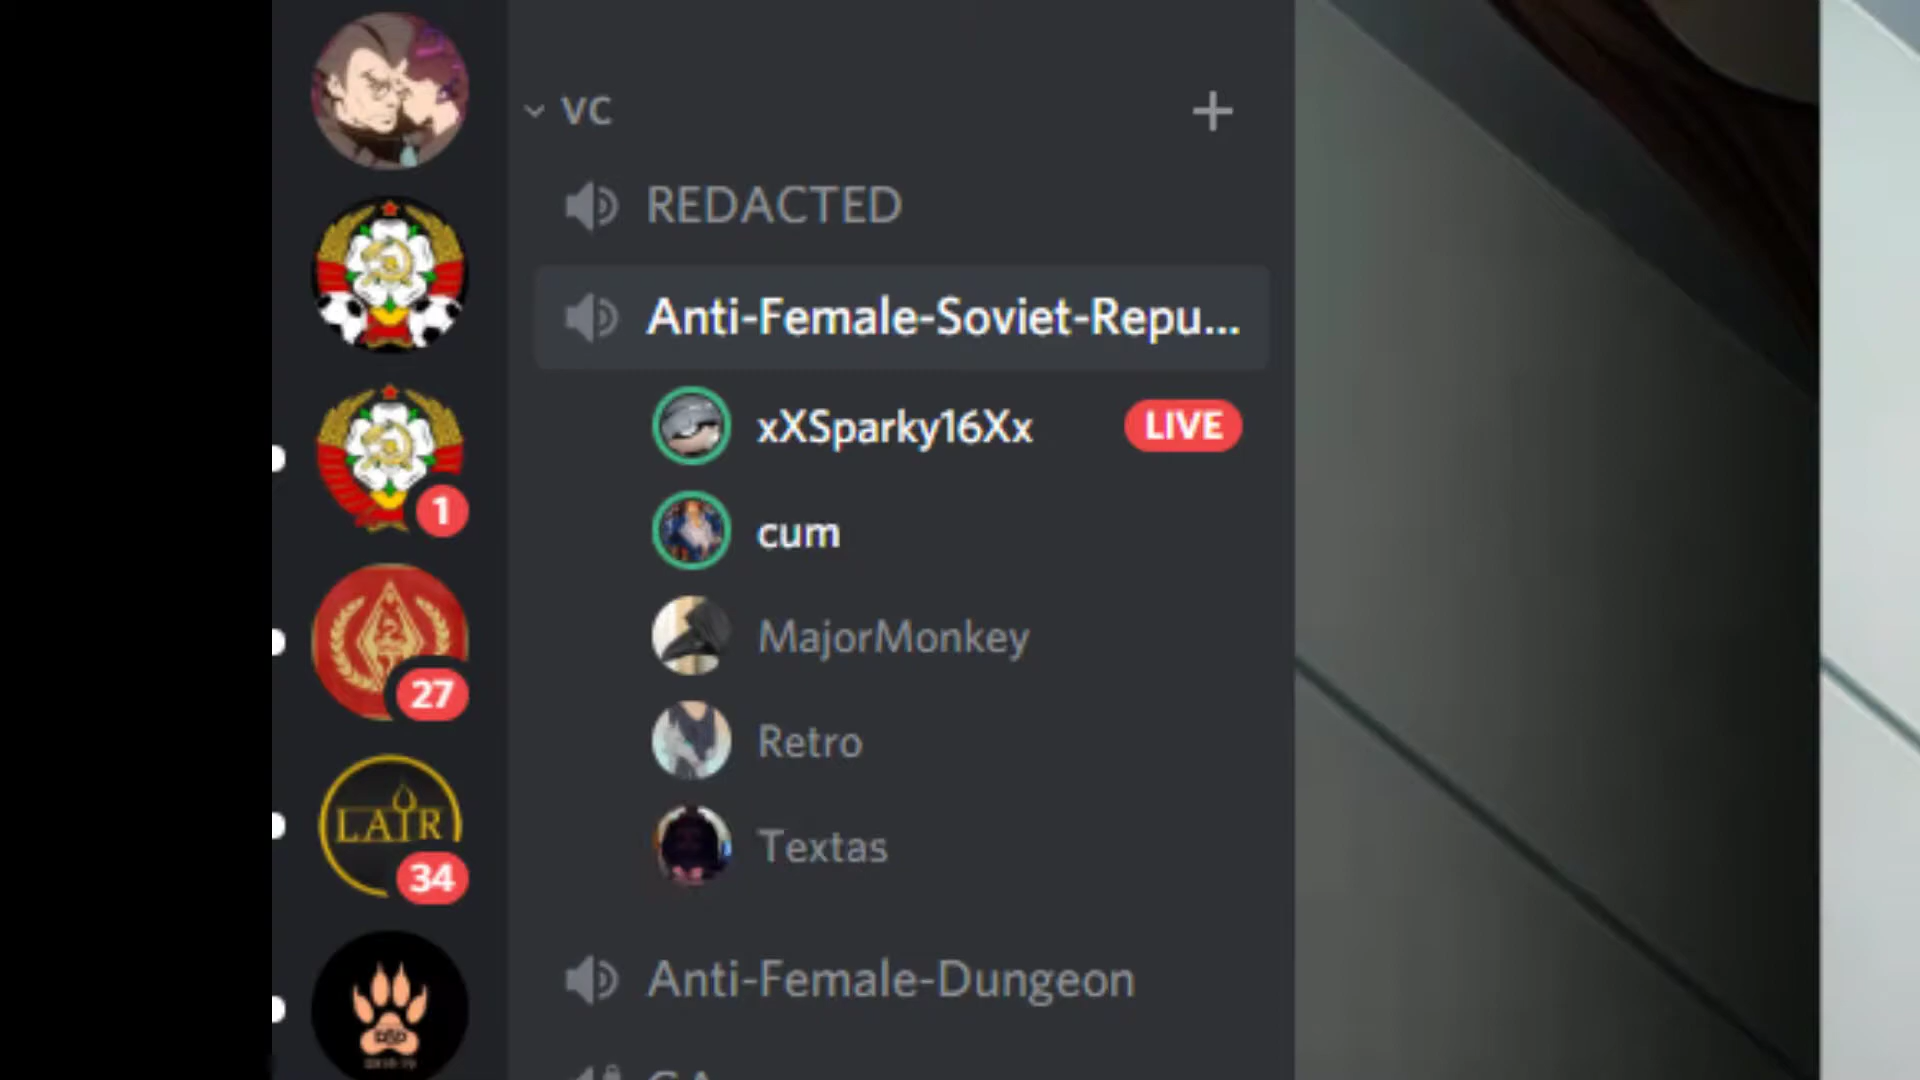 VC
REDACTED
Anti-Female-Soviet-Repu...
xXSparky16Xx
LIVE
cum
1
MajorMonkey
27
Retro
LAIR
Textas
34
Anti-Female-Dungeon